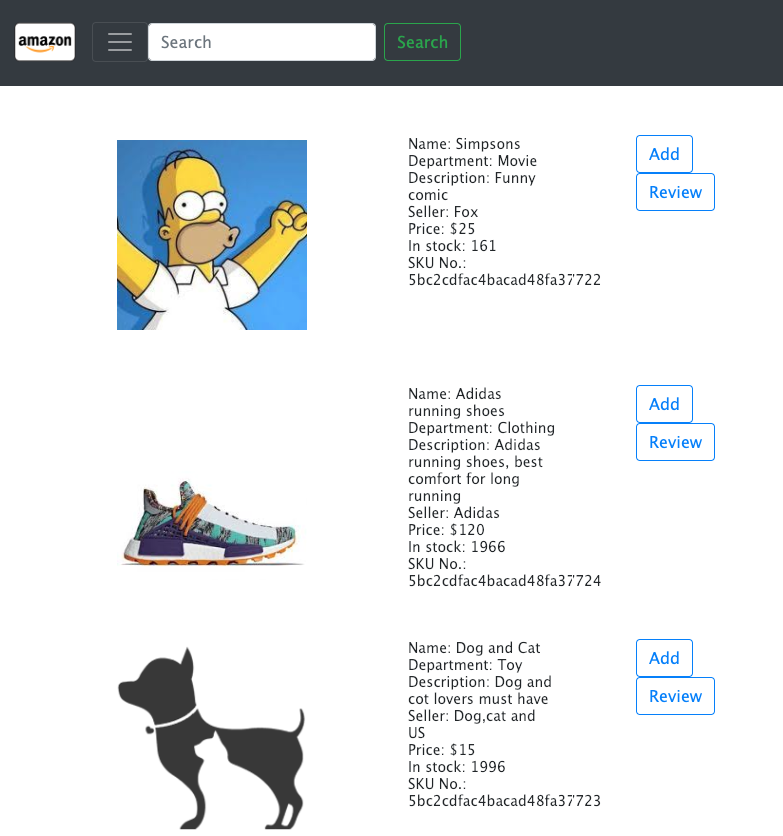 amazon
Search
Search
Name: Simpsons
Department: Movie
Description: Funny
comic
Seller: Fox
Price: $25
In stock: 161
SKU No.:
5bc2cdfac4bacad48fa37722
Add
Review
Name: Adidas
running shoes
Department: Clothing
Description: Adidas
running shoes, best
comfort for long
running
Seller: Adidas
Price: $120
In stock: 1966
SKU No.:
5bc2cdfac4bacad48fa37724
Add
Review
Name: Dog and Cat
Department: Toy
Description: Dog and
cot lovers must have
Seller: Dog,cat and
US
Price: $15
In stock: 1996
SKU No.:
5bc2cdfac4bacad48fa37723
Add
Review